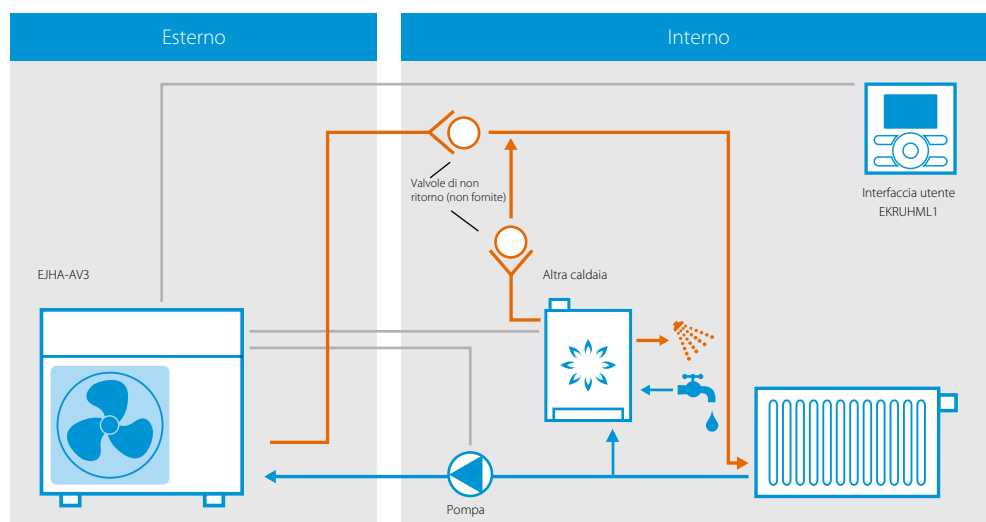 Esterno
Interno
Valvole di non
ritorno (non fornite)
Interfaccia utente
EKRUHML1
EJHA-AV3
Altra caldaia
Pompa